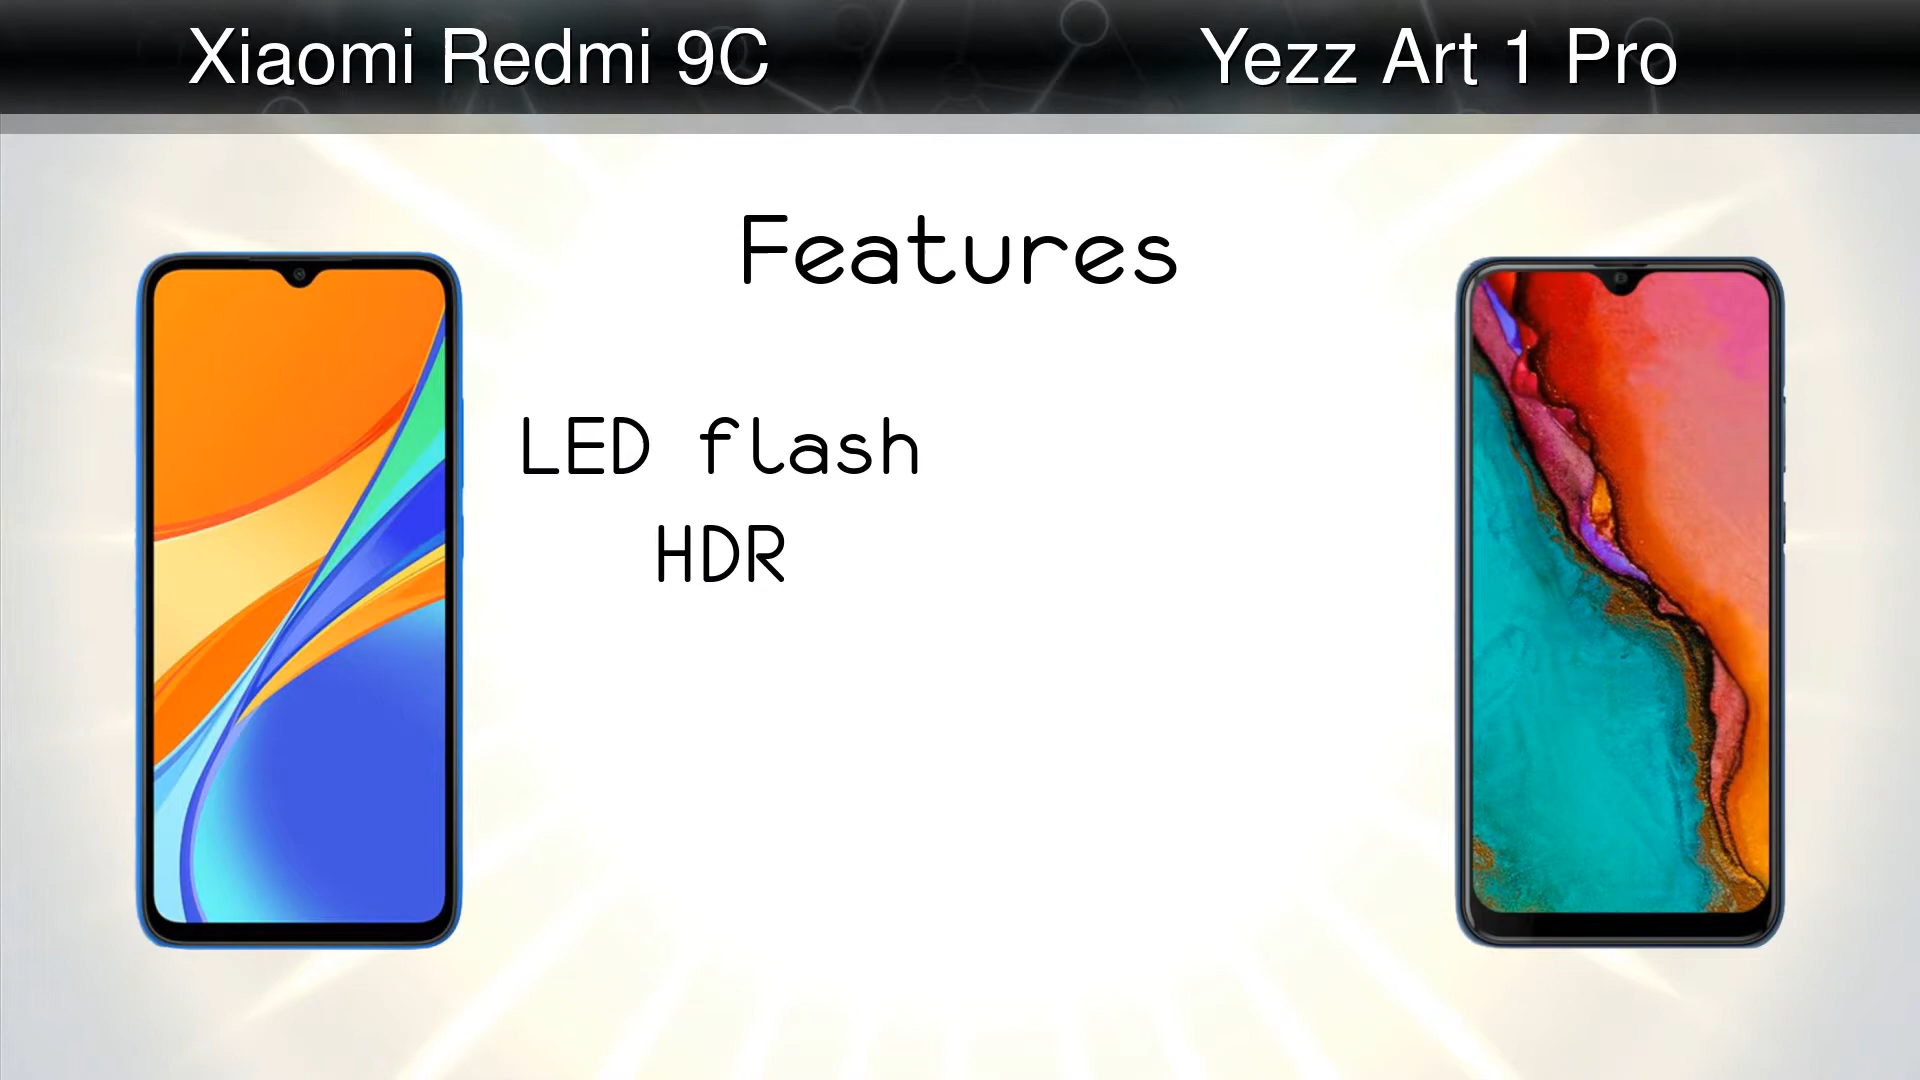 Xiaomi Redmi 9C
Yezz Art 1 Pro
Features
LED flash
HDR